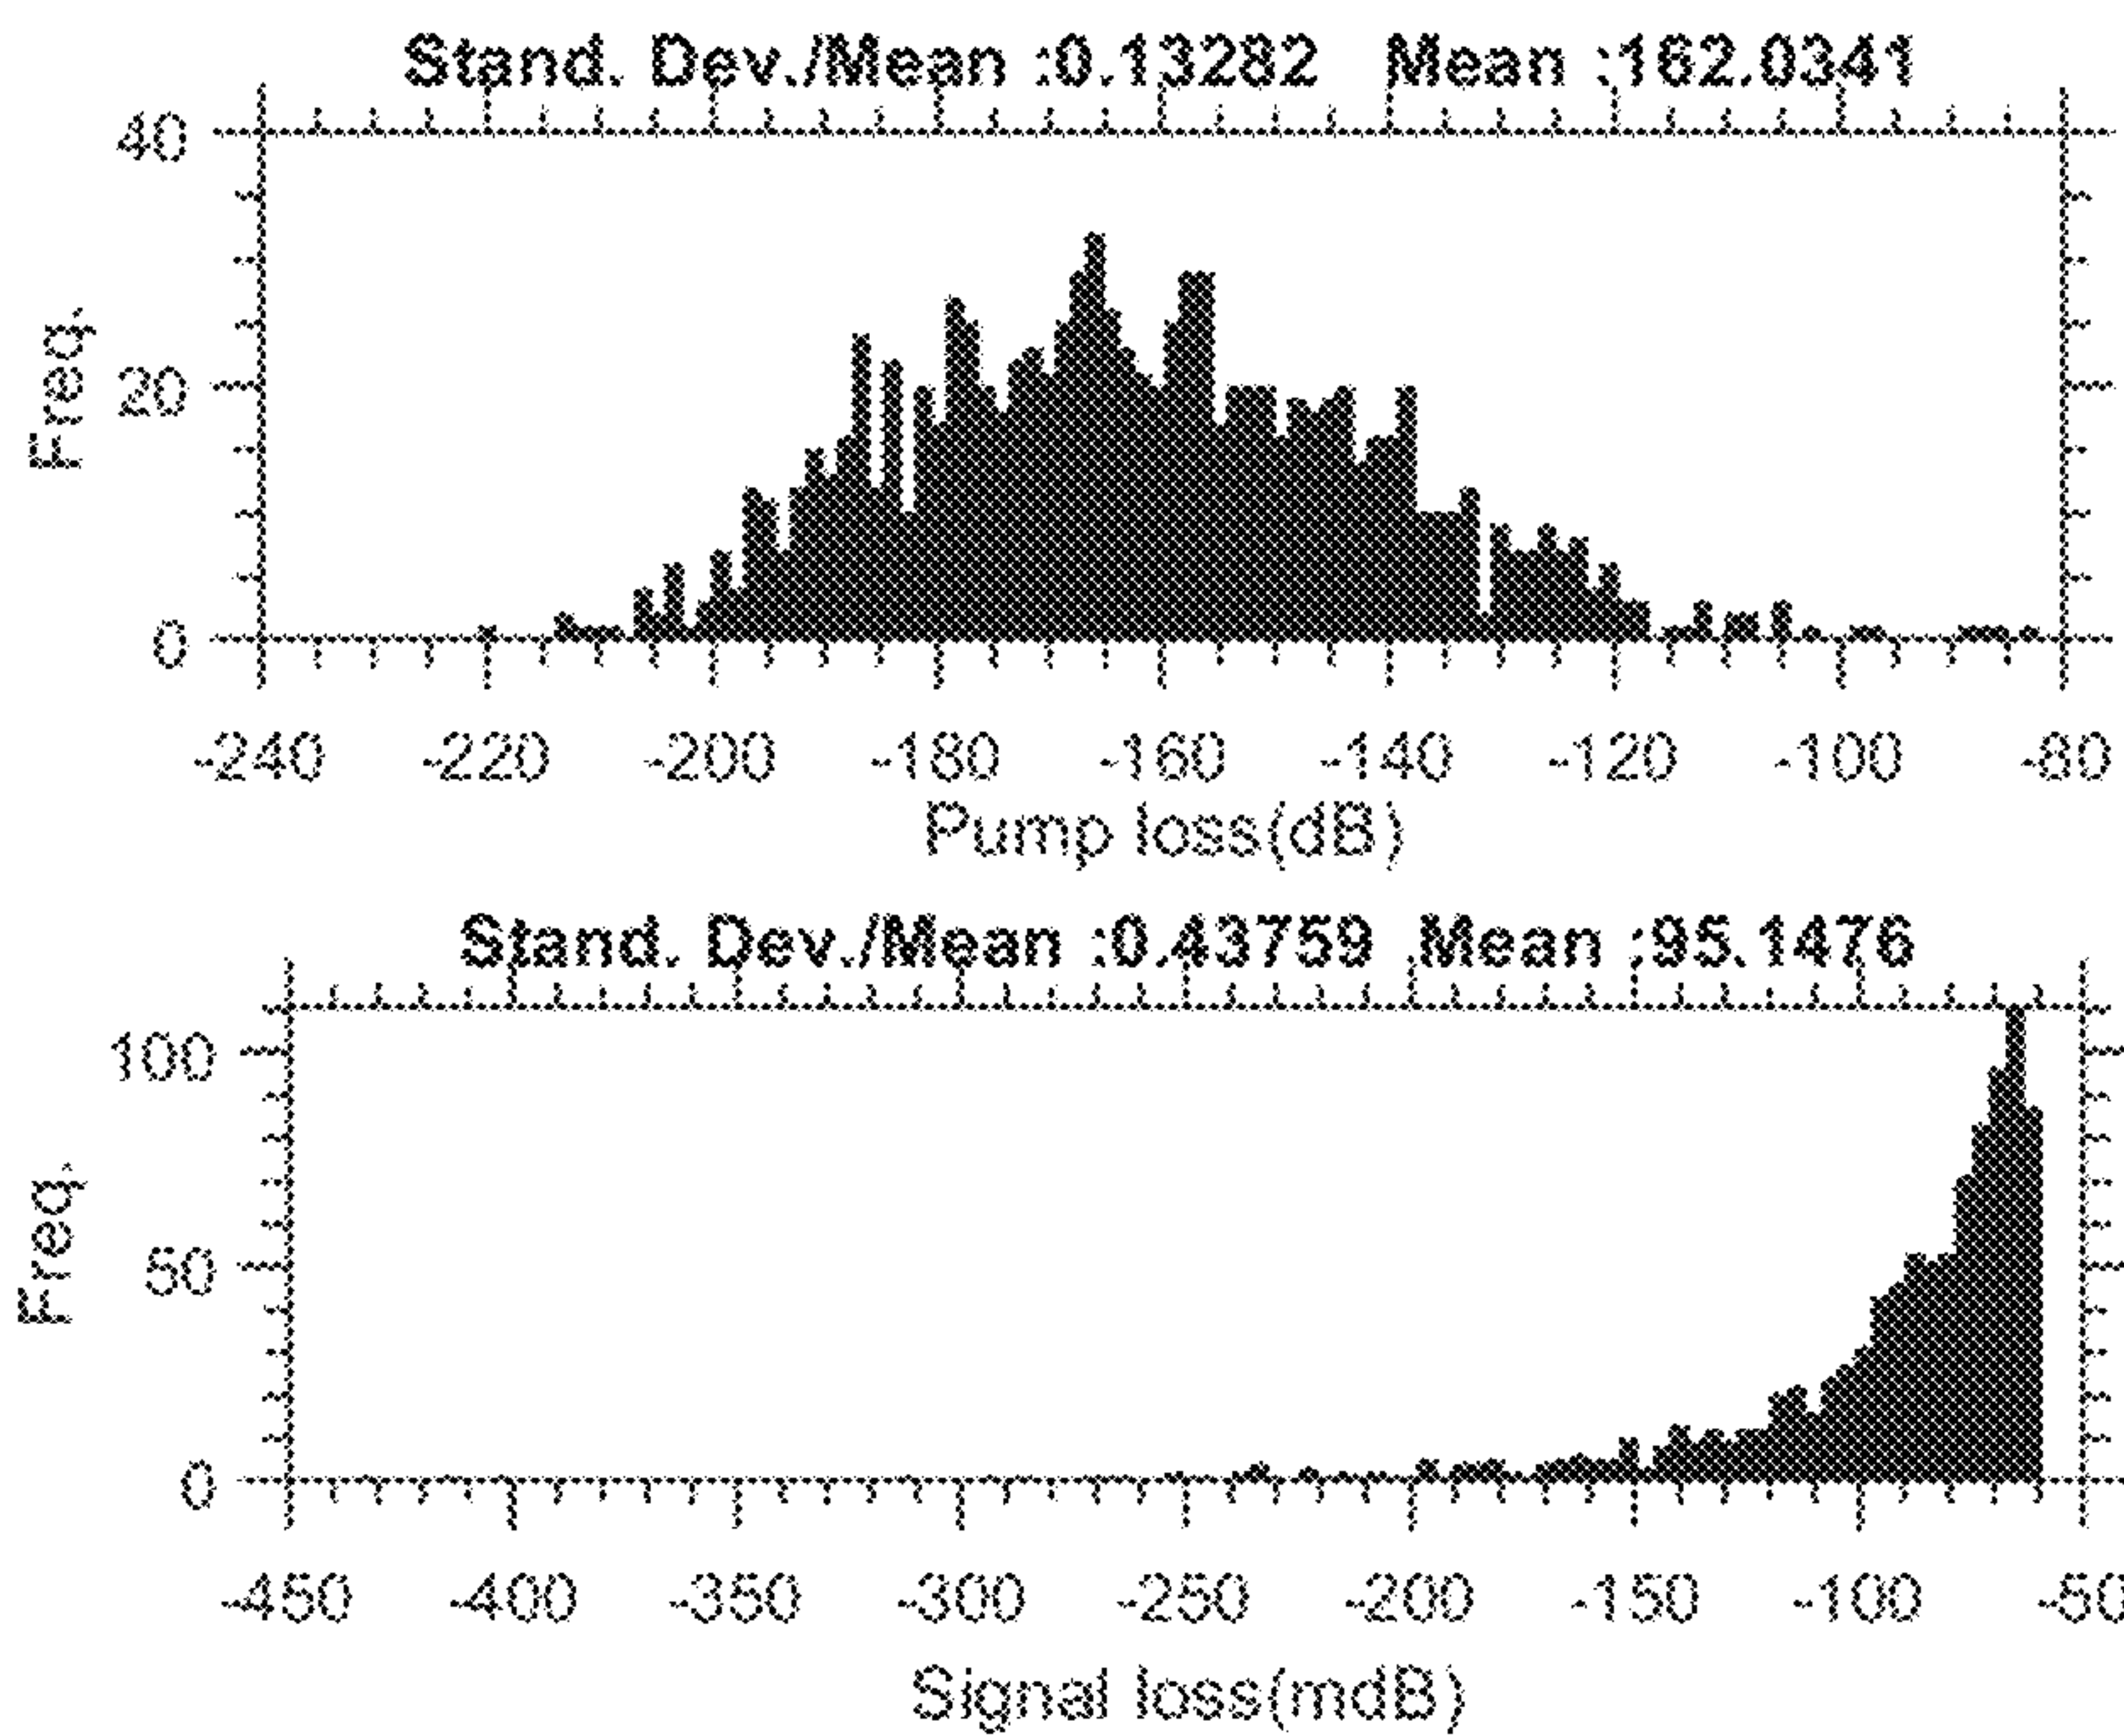 Stand. Dev./Mean :0.13282 Mean :162.0341
40
20
0
Freq.
-240 -220 -200 -180 -160 -140 -120 -100 -80
Pump loss(dB)
Stand. Dev./Mean :0.43759 Mean :95.1476
100
50
0
Freq.
-450 -400 -350 -300 -250 -200 -150 -100 -50
Signal loss(mdB)